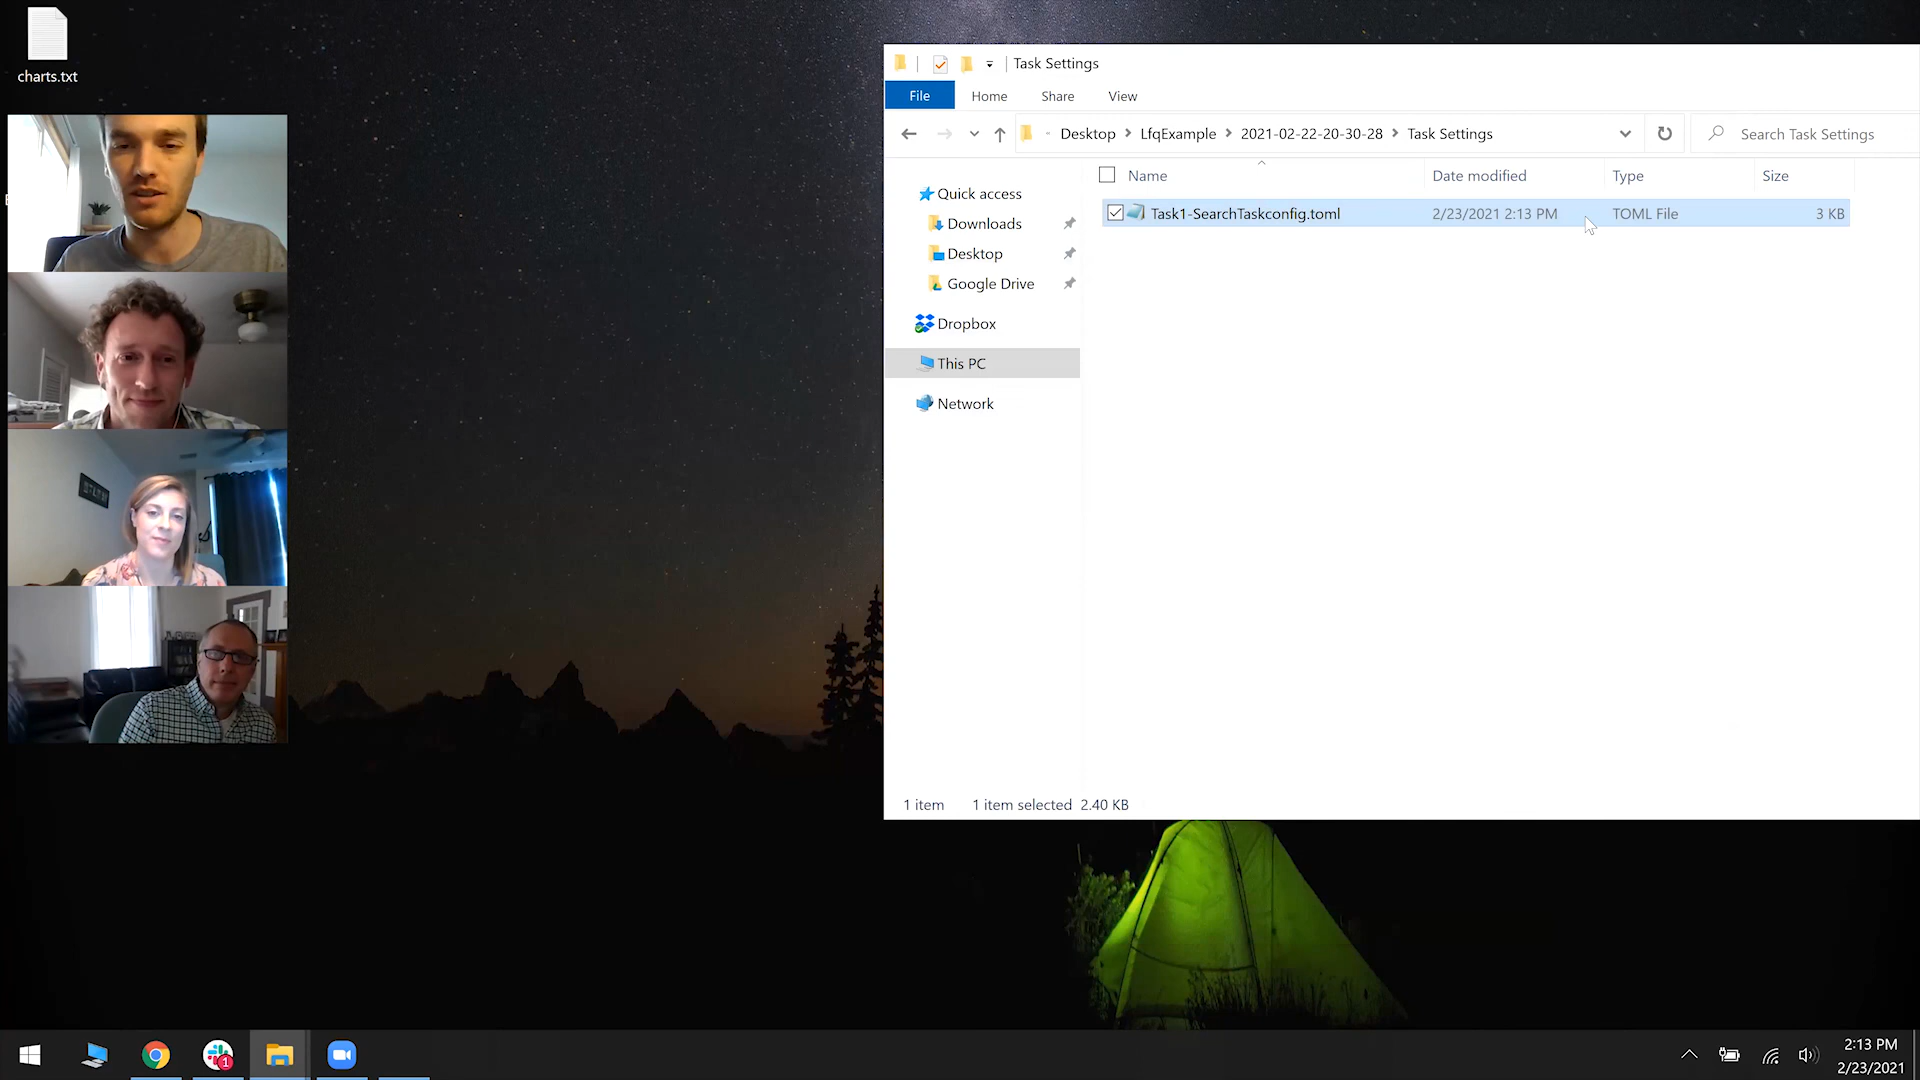 charts.txt
Task Settings
File Home Share View
Desktop LfqExample 2021-02-22-20-30-28 Task Settings Search Task Settings
Name Date modified Type Size
Quick access
Task1-SearchTaskconfig.toml 2/23/2021 2:13 PM TOML File 3 KB
Downloads
Desktop
Google Drive
Dropbox
This PC
Network
1 item 1 item selected 2.40 KB
1
2:13 PM
2/23/2021